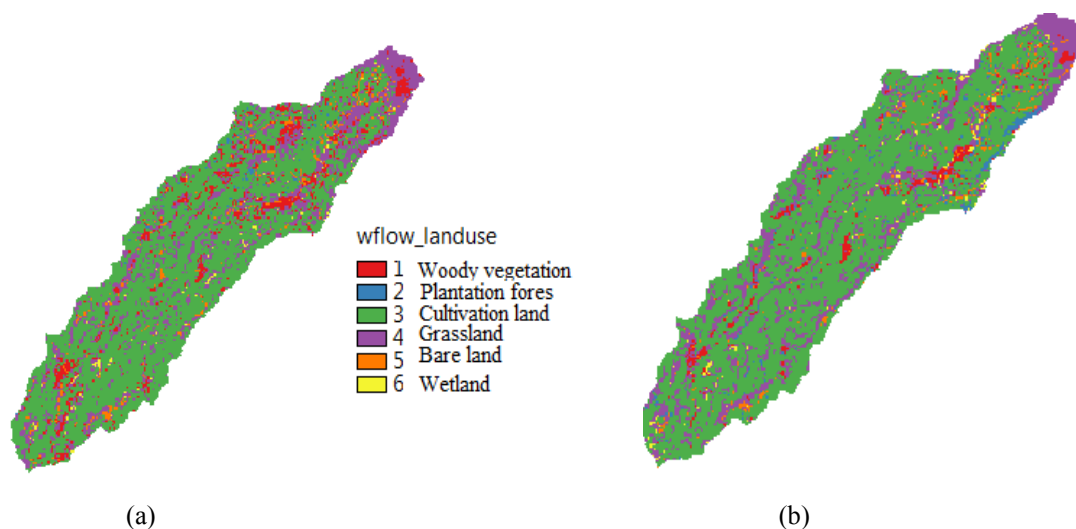 wflow_landuse
1 Woody vegetation
2 Plantation fores
3 Cultivation land
4 Grassland
5 Bare land
6 Wetland
(a) (b)